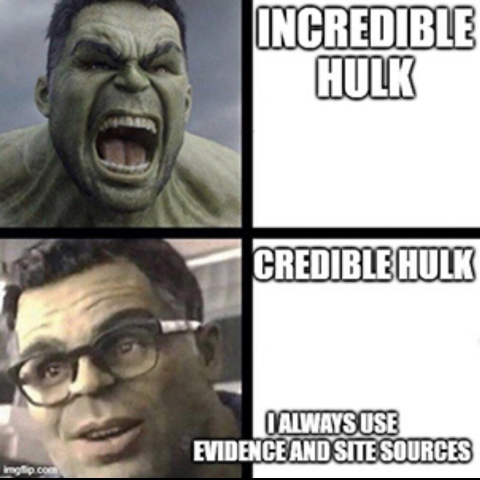 INCREDIBLE
HULK
CREDIBLE HULK
I ALWAYS USE
EVIDENCE AND SITE SOURCES
imgflip.com